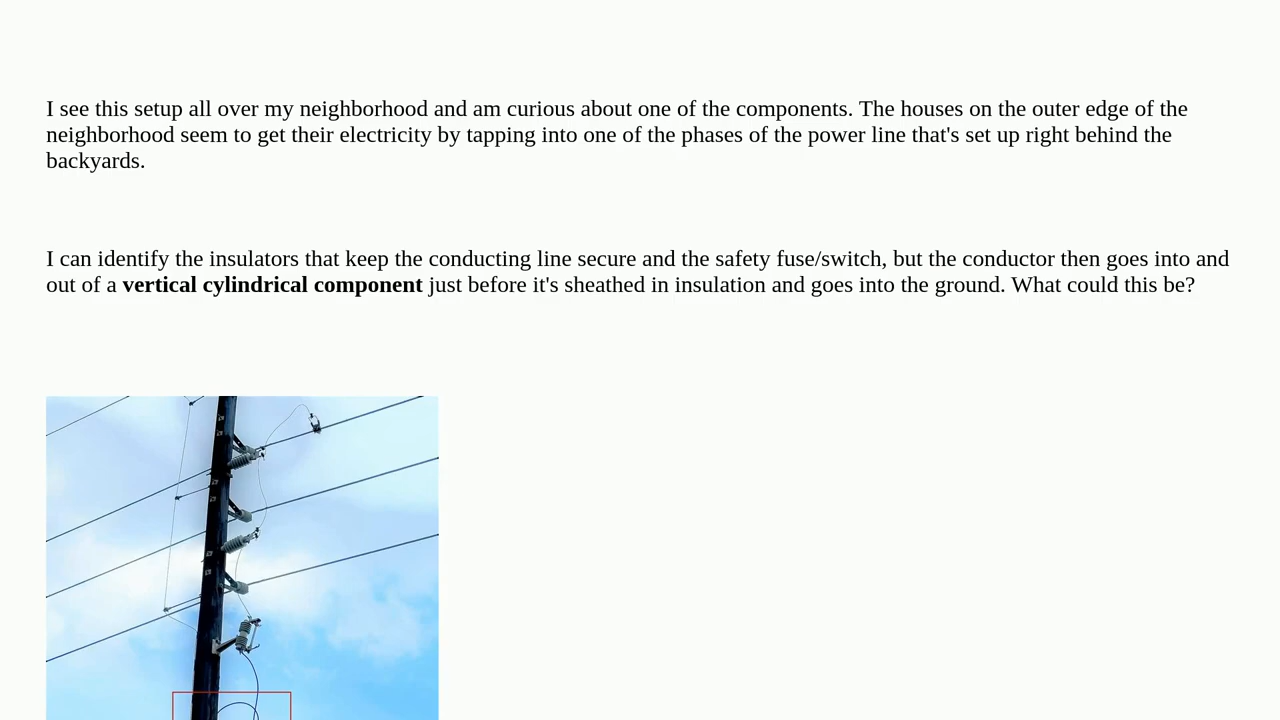 I see this setup all over my neighborhood and am curious about one of the components. The houses on the outer edge of the
neighborhood seem to get their electricity by tapping into one of the phases of the power line that's set up right behind the
backyards.
I can identify the insulators that keep the conducting line secure and the safety fuse/switch, but the conductor then goes into and
out of a vertical cylindrical component just before it's sheathed in insulation and goes into the ground. What could this be?